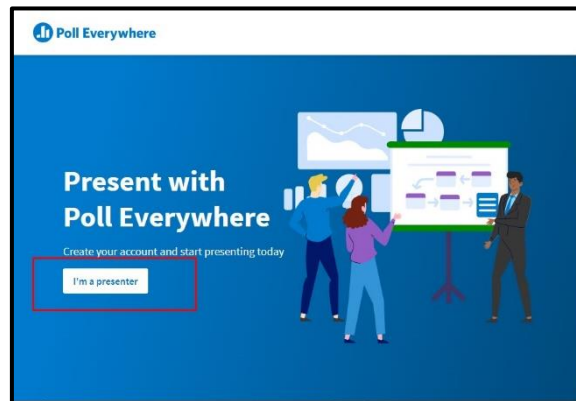 Poll Everywhere
Present with
Poll Everywhere
Create your account and start presenting today
I'm a presenter